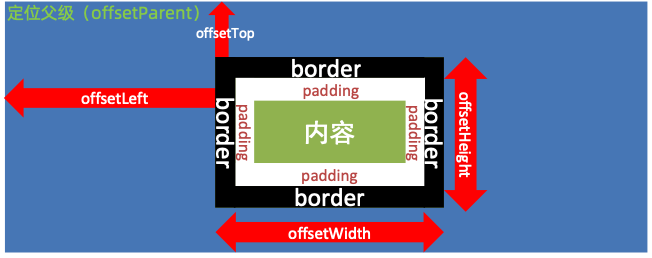 定位父级（offsetParent）
offsetTop
border
padding
offsetLeft
border
padding
内容
padding
border
offsetHeight
padding
border
offsetWidth